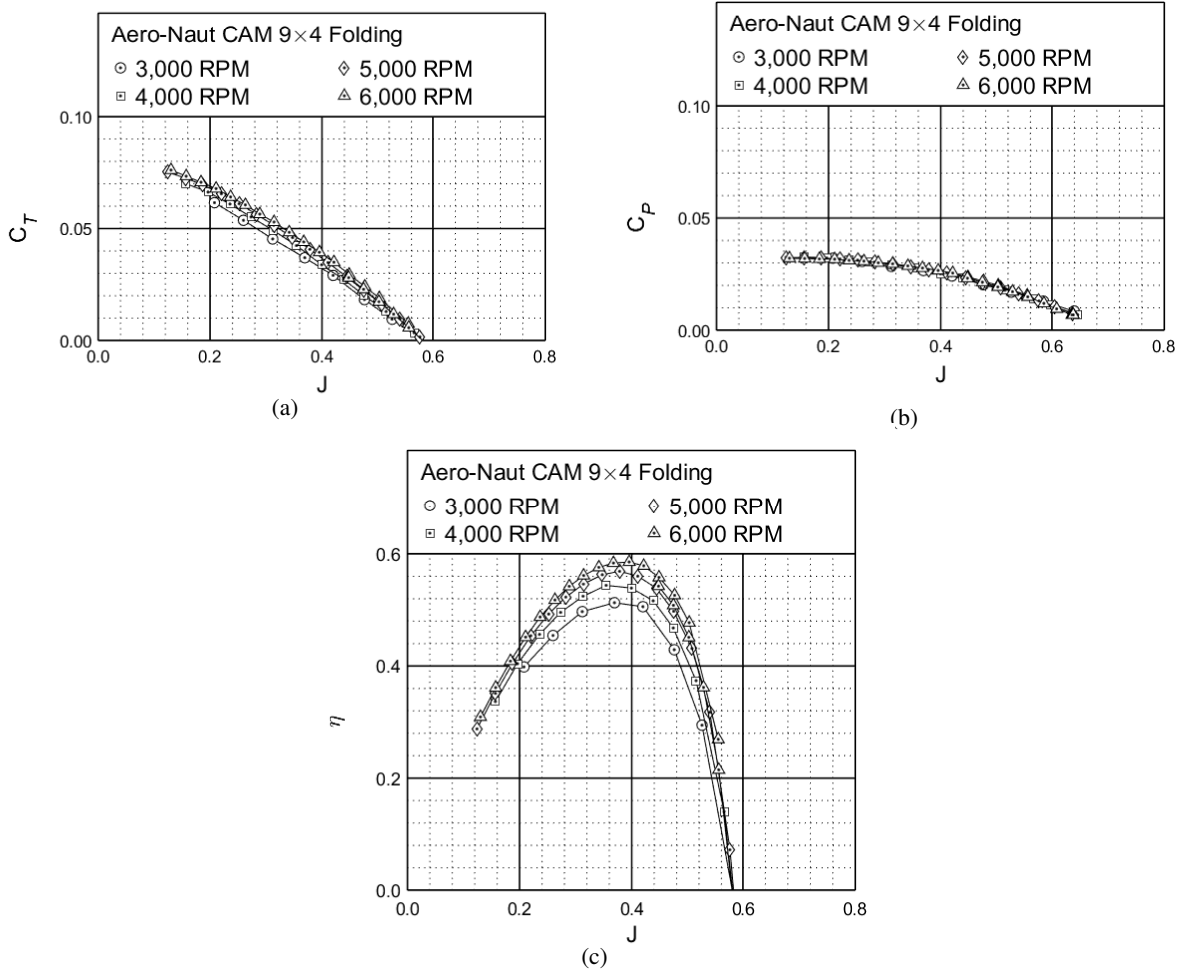 Aero-Naut CAM 9×4 Folding
3,000 RPM 5,000 RPM
4,000 RPM 6,000 RPM
0.10
0.05
0.00
C_T
0.0 0.2 0.4 0.6 0.8
J
(a)
Aero-Naut CAM 9×4 Folding
3,000 RPM 5,000 RPM
4,000 RPM 6,000 RPM
0.10
0.05
0.00
C_P
0.0 0.2 0.4 0.6 0.8
J
(b)
Aero-Naut CAM 9×4 Folding
3,000 RPM 5,000 RPM
4,000 RPM 6,000 RPM
0.6
0.4
0.2
0.0
η
0.0 0.2 0.4 0.6 0.8
J
(c)